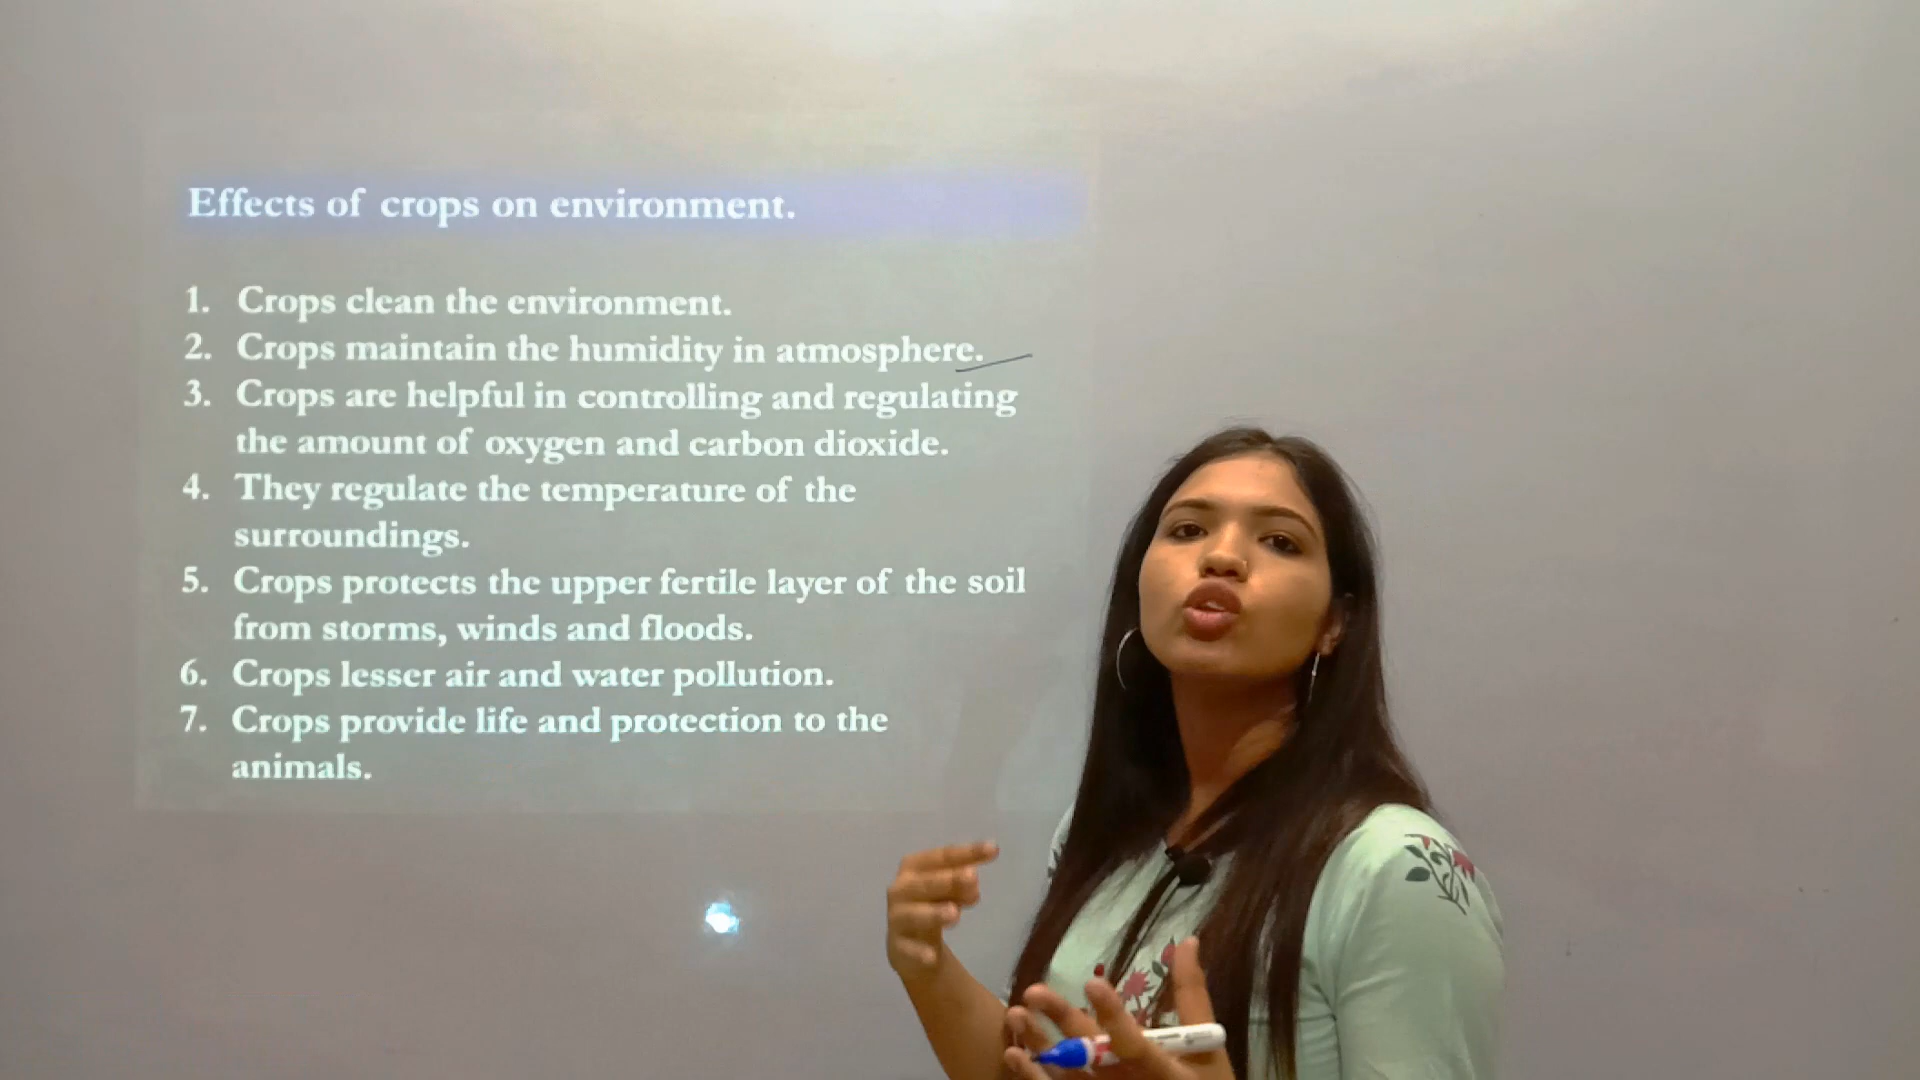 Effects of crops on environment.
1. Crops clean the environment.
2. Crops maintain the humidity in atmosphere.
3. Crops are helpful in controlling and regulating
the amount of oxygen and carbon dioxide.
4. They regulate the temperature of the
surroundings.
5. Crops protects the upper fertile layer of the soil
from storms, winds and floods.
6. Crops lesser air and water pollution.
7. Crops provide life and protection to the
animals.